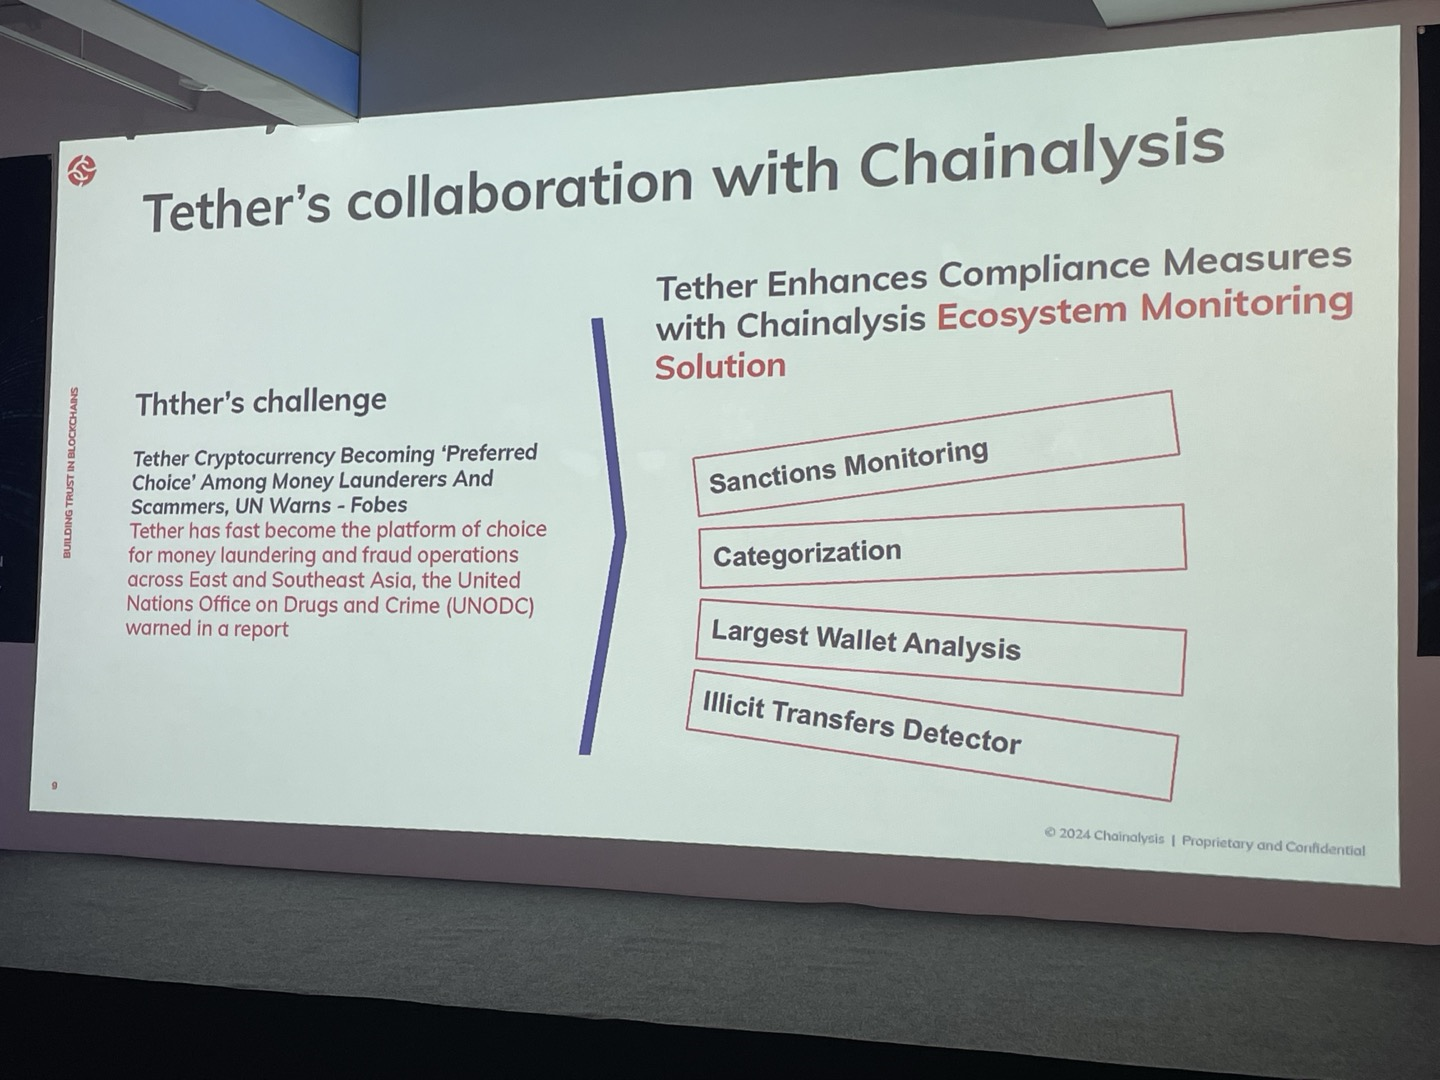 Tether's collaboration with Chainalysis
BUILDING TRUST IN BLOCKCHAINS
Thther's challenge
Tether Cryptocurrency Becoming ‘Preferred
Choice’ Among Money Launderers And
Scammers, UN Warns - Fobes
Tether has fast become the platform of choice
for money laundering and fraud operations
across East and Southeast Asia, the United
Nations Office on Drugs and Crime (UNODC)
warned in a report
Tether Enhances Compliance Measures
with Chainalysis Ecosystem Monitoring
Solution
Sanctions Monitoring
Categorization
Largest Wallet Analysis
Illicit Transfers Detector
9
© 2024 Chainalysis | Proprietary and Confidential